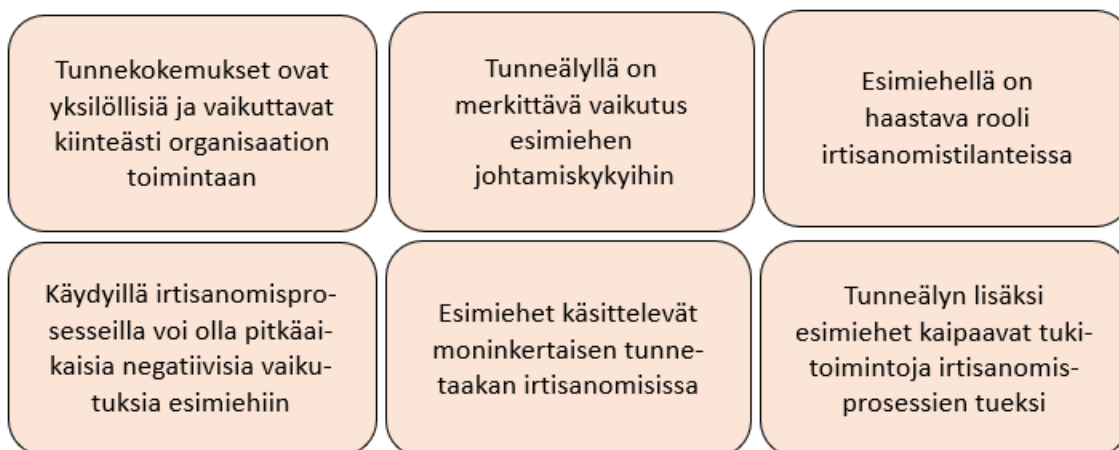 Tunnekokemukset ovat
yksilöllisiä ja vaikuttavat
kiinteästi organisaation
toimintaan
Tunneälyllä on
merkittävä vaikutus
esimiehen
johtamiskykyihin
Esimiehellä on
haastava rooli
irtisanomistilanteissa
Käydyillä irtisanomispro-
sesseilla voi olla pitkäai-
kaisia negatiivisia vaiku-
tuksia esimiehiin
Esimiehet käsittelevät
moninkertaisen tunne-
taakan irtisanomisissa
Tunneälyn lisäksi
esimiehet kaipaavat tuki-
toimintoja irtisanomis-
prosessien tueksi